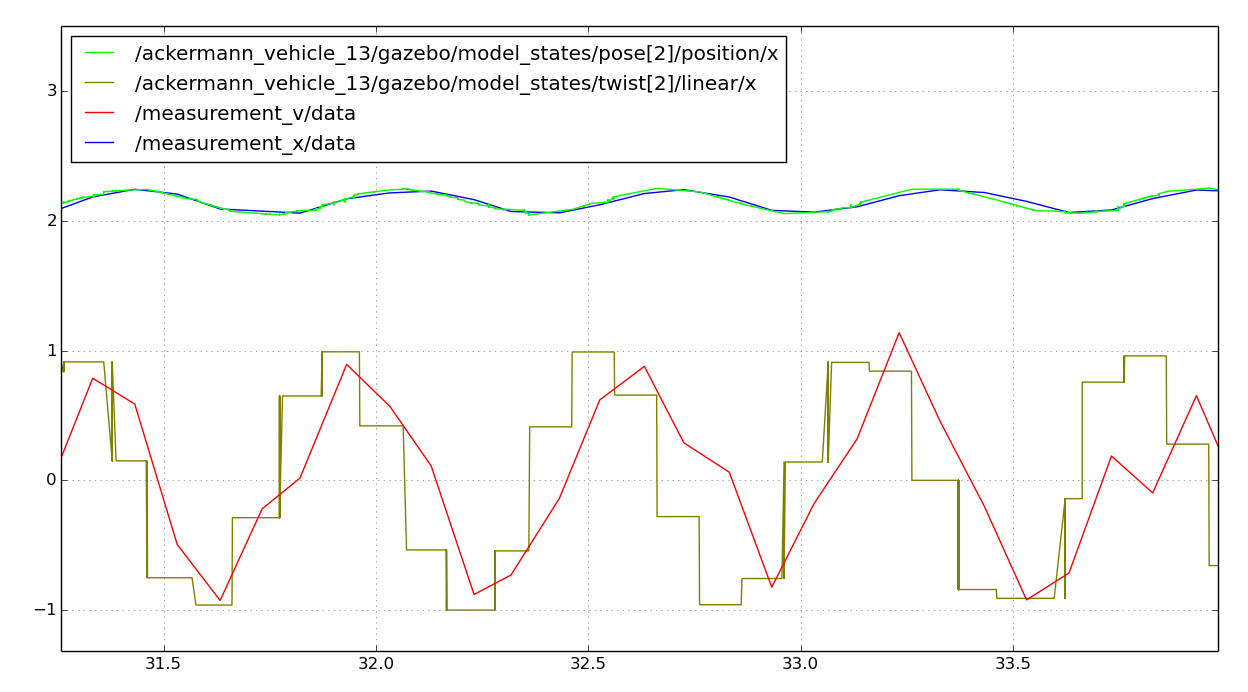 /ackermann_vehicle_13/gazebo/model_states/pose[2]/position/x
/ackermann_vehicle_13/gazebo/model_states/twist[2]/linear/x
/measurement_v/data
/measurement_x/data
3
2
1
0
−1
31.5 32.0 32.5 33.0 33.5